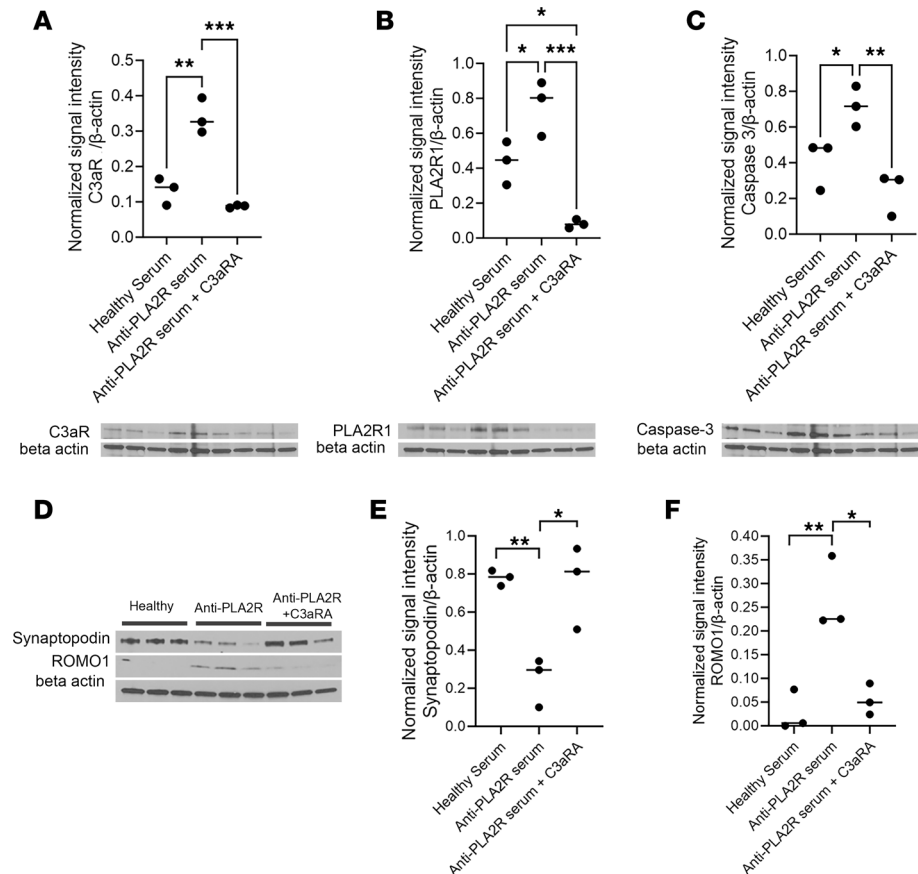 A
Normalized signal intensity
C3aR /β-actin
0.5
0.4
0.3
0.2
0.1
0.0
**
***
Healthy Serum
Anti-PLA2R serum
Anti-PLA2R serum + C3aRA
C3aR
beta actin
B
Normalized signal intensity
PLA2R1/β-actin
1.0
0.8
0.6
0.4
0.2
0.0
*
*
***
Healthy Serum
Anti-PLA2R serum
Anti-PLA2R serum + C3aRA
PLA2R1
beta actin
C
Normalized signal intensity
Caspase 3/β-actin
1.0
0.8
0.6
0.4
0.2
0.0
*
**
Healthy Serum
Anti-PLA2R serum
Anti-PLA2R serum + C3aRA
Caspase-3
beta actin
D
Healthy
Anti-PLA2R
Anti-PLA2R
+C3aRA
Synaptopodin
ROMO1
beta actin
E
Normalized signal intensity
Synaptopodin/β-actin
1.0
0.8
0.6
0.4
0.2
0.0
**
*
Healthy Serum
Anti-PLA2R serum
Anti-PLA2R serum + C3aRA
F
Normalized signal intensity
ROMO1/β-actin
0.40
0.35
0.30
0.25
0.20
0.15
0.10
0.05
0.00
**
*
Healthy Serum
Anti-PLA2R serum
Anti-PLA2R serum + C3aRA